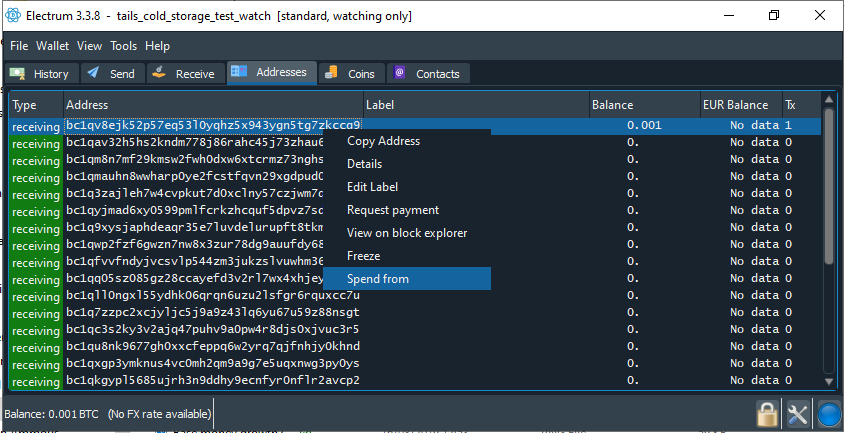 Electrum 3.3.8 - tails_cold_storage_test_watch [standard, watching only]
File Wallet View Tools Help
History Send Receive Addresses Coins Contacts
Type Address Label Balance EUR Balance Tx
receiving bc1qv8ejk52p57eq53l0yqhz5x943ygn5tg7zkccq9 0.001 No data 1
receiving bc1qav32h5hs2kndm778j86rahc45j73zhau6 0. No data 0
Copy Address
receiving bc1qm8n7mf29kmsw2fwh0dxw6xtcrmz73nghs 0. No data 0
Details
receiving bc1qmauhn8wwharp0ye2fcstfqvn29xgdpud0 0. No data 0
Edit Label
receiving bc1q3zajleh7w4cvpkut7d0xclny57czjwm7 0. No data 0
receiving bc1qyjmad6xy0599pmlfcrkzhcquf5dpvz7s 0. No data 0
Request payment
receiving bc1q9xysjaphdeaqr35e7luvdelurupft8tkm 0. No data 0
View on block explorer
receiving bc1qwp2fzf6gwzn7nw8x3zur78dg9auufdy68 0. No data 0
Freeze
receiving bc1qfvvfndyjvcsvlp544zm3jukzslvuwhm36 0. No data 0
receiving bc1qq05sz085gz28ccayefd3v2rl7wx4xhjey 0. No data 0
Spend from
receiving bc1qll0ngxl55ydhk06qrqn6uzu2lsfgr6rquxcc7u 0. No data 0
receiving bc1q7zzpc2xcjyljc5j9a9z43lq6yu67u59z88nsgt 0. No data 0
receiving bc1qc3s2ky3v2ajq47puhv9a0pw4r8djs0xjvuc3r5 0. No data 0
receiving bc1qu8nk9677gh0xxcfeppq6w2yrq7qjfnhjy0khnd 0. No data 0
receiving bc1qxgp3ymknus4vc0mh2qm9a9g7e5uqxnwg3py0ys 0. No data 0
receiving bc1qkgypl5685ujrh3n9ddhy9ecnfyr0nflr2avcp2 0. No data 0
Balance: 0.001 BTC (No FX rate available)